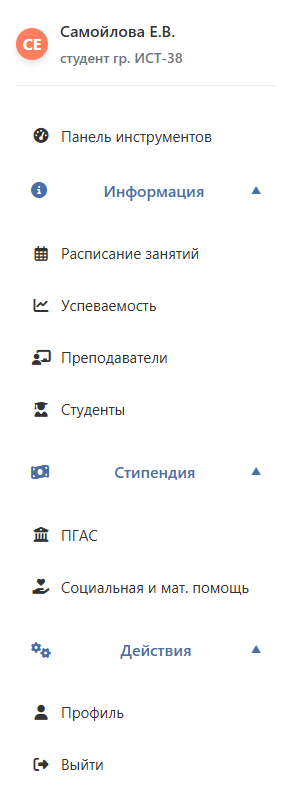 СЕ
Самойлова Е.В.
студент гр. ИСТ-38
Панель инструментов
Информация
Расписание занятий
Успеваемость
Преподаватели
Студенты
Стипендия
ПГАС
Социальная и мат. помощь
Действия
Профиль
Выйти